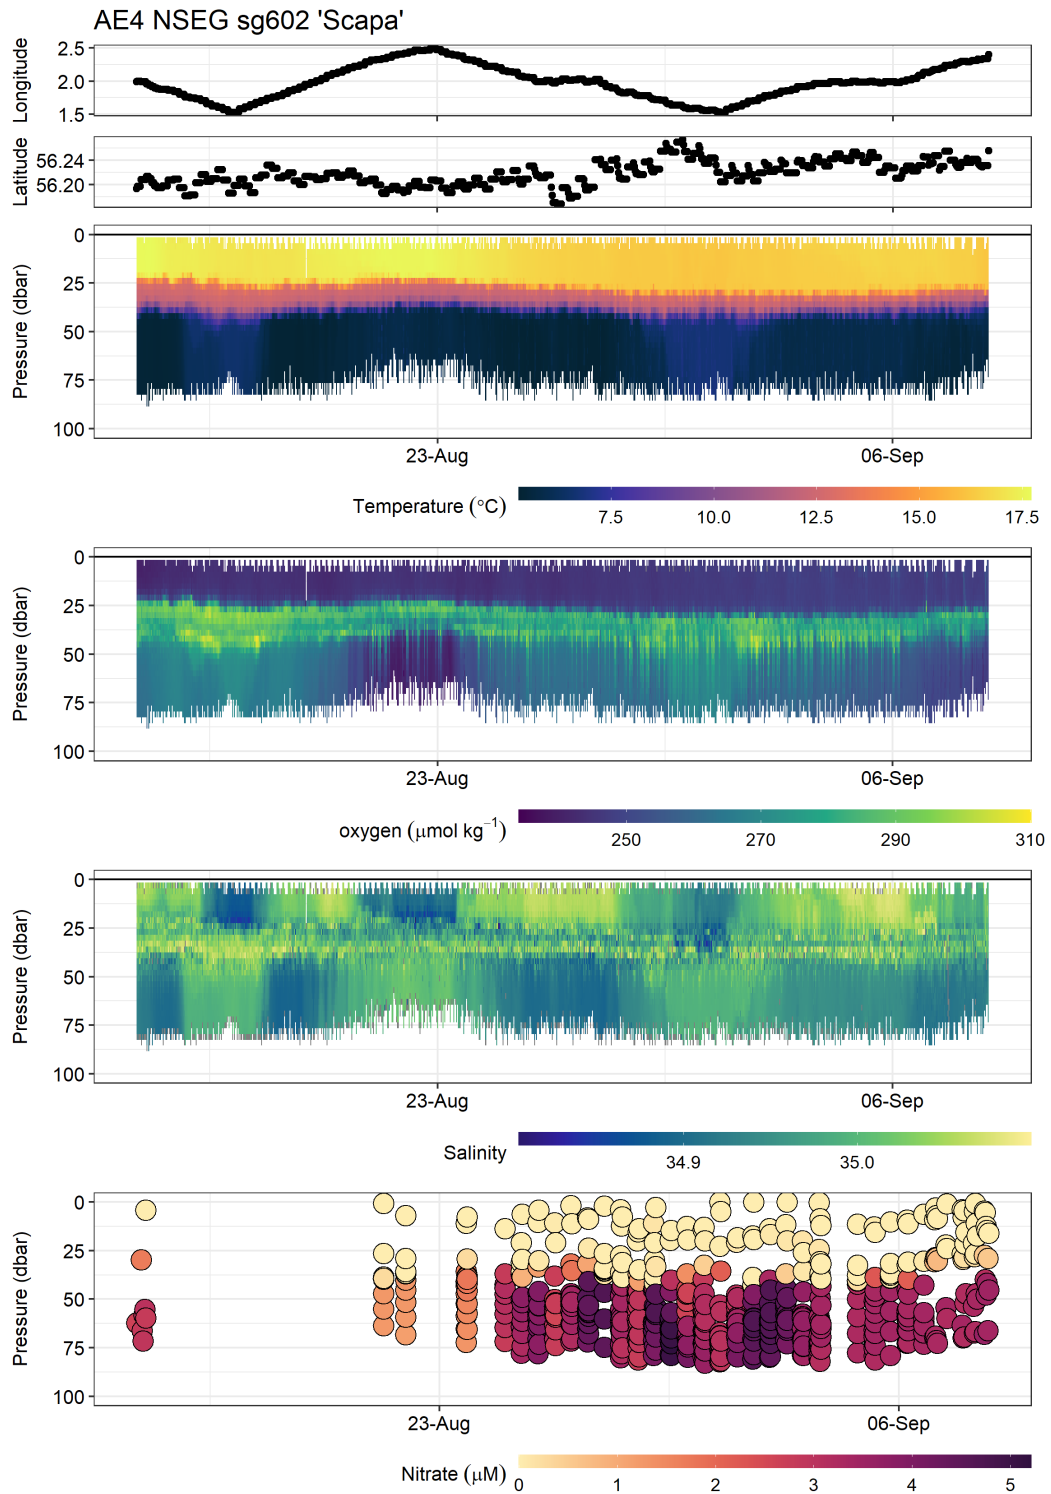 AE4 NSEG sg602 'Scapa'
Longitude
2.5
2.0
1.5
Latitude
56.24
56.20
Pressure (dbar)
0
25
50
75
100
23-Aug
06-Sep
Temperature (°C)
7.5
10.0
12.5
15.0
17.5
Pressure (dbar)
0
25
50
75
100
23-Aug
06-Sep
oxygen (μmol kg⁻¹)
250
270
290
310
Pressure (dbar)
0
25
50
75
100
23-Aug
06-Sep
Salinity
34.9
35.0
Pressure (dbar)
0
25
50
75
100
23-Aug
06-Sep
Nitrate (μM)
0
1
2
3
4
5